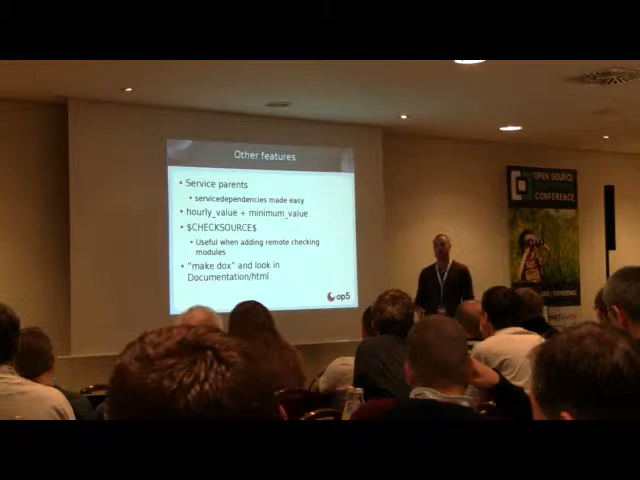 Other features
• Service parents
• servicedependencies made easy
• hourly_value + minimum_value
• $CHECKSOURCE$
• Useful when adding remote checking
modules
• "make dox" and look in
Documentation/html
op5
OPEN SOURCE
CONFERENCE